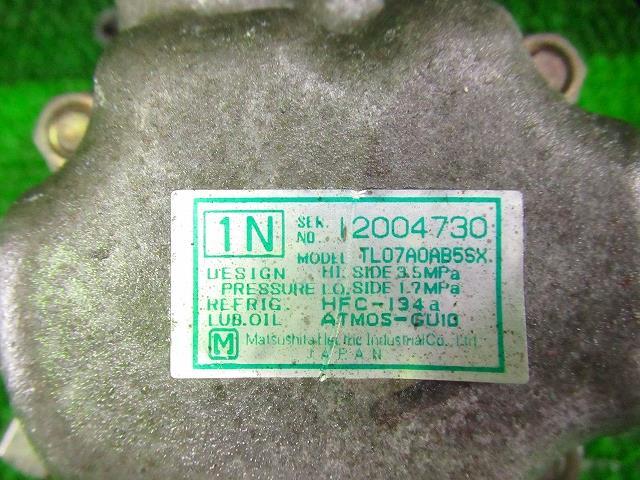 1N SER. NO. 12004730
MODEL TL07A0AB5SX
DESIGN HI. SIDE 3.5MPa
PRESSURE LO. SIDE 1.7MPa
REFRIG HFC-134a
LUB.OIL ATMOS-GU10
M Matsushita Electric Industrial Co., Ltd.
JAPAN